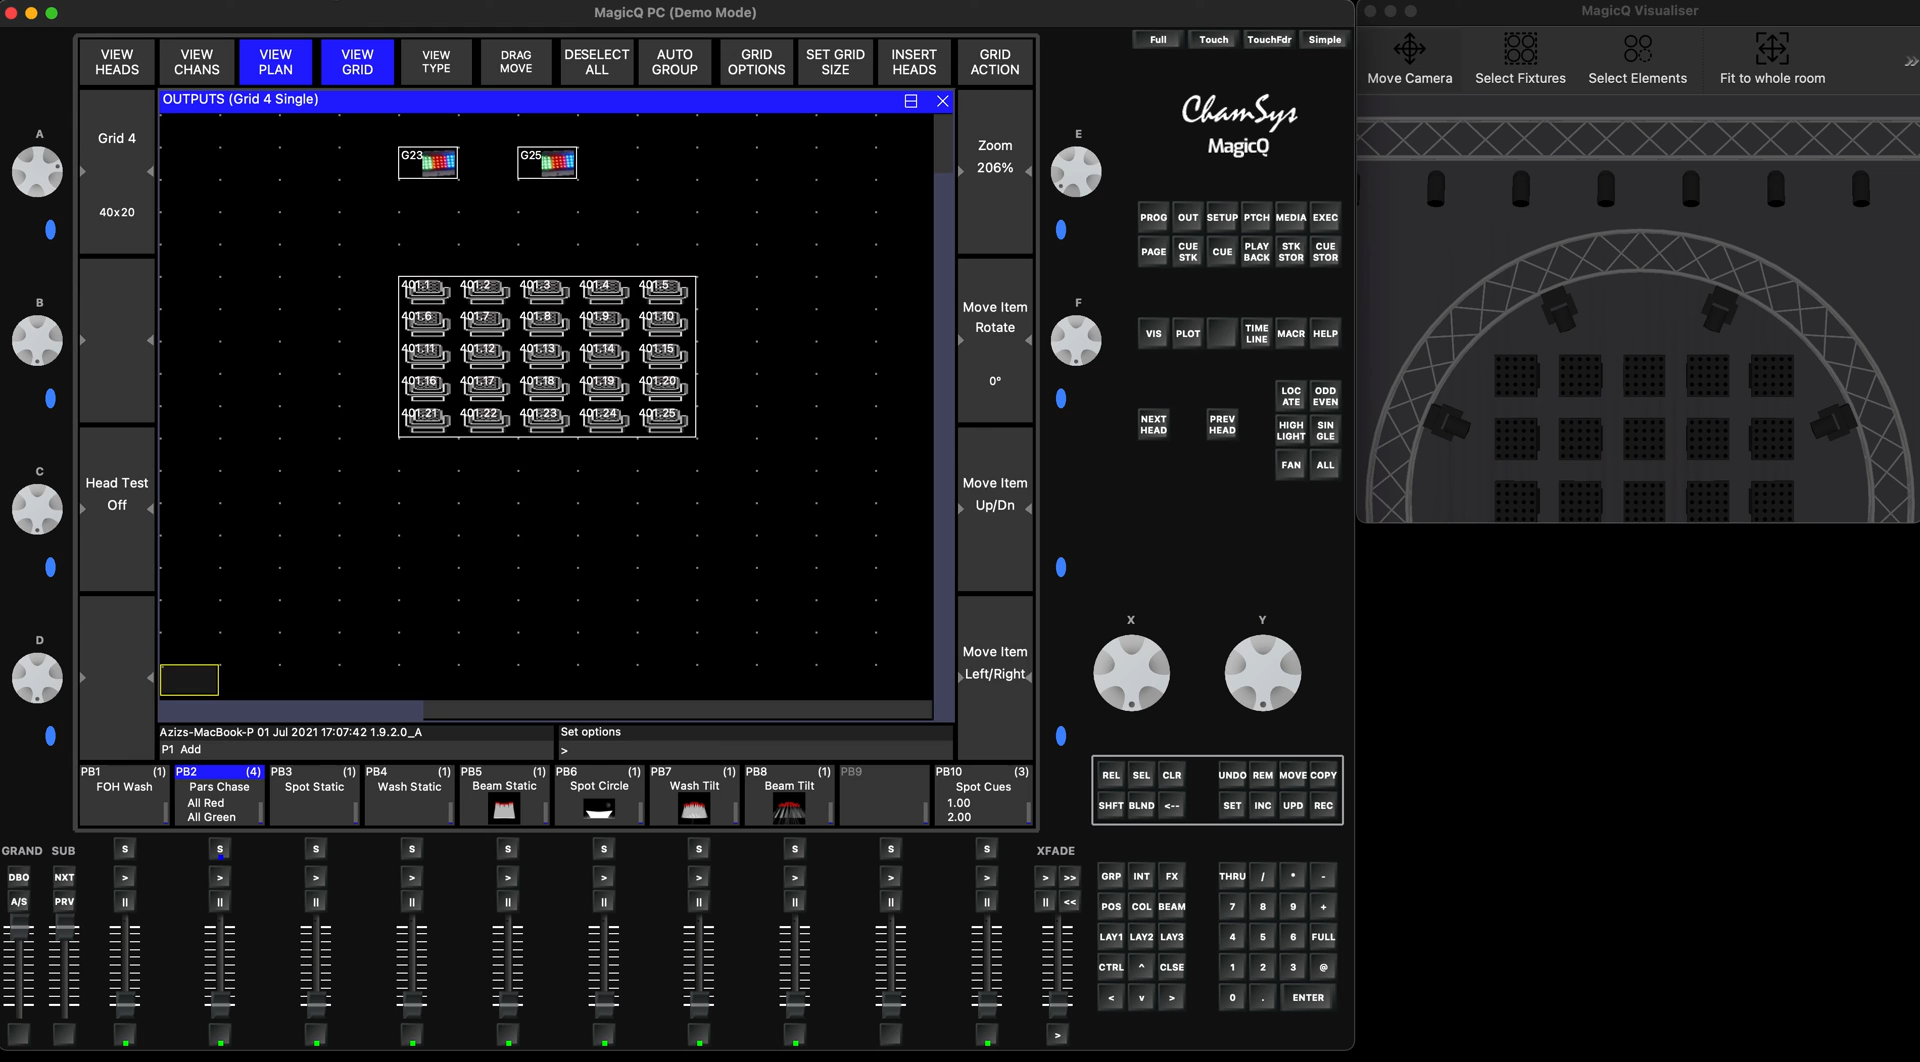 MagicQ PC (Demo Mode)
MagicQ Visualiser
VIEW HEADS
VIEW CHANS
VIEW PLAN
VIEW GRID
VIEW TYPE
DRAG MOVE
DESELECT ALL
AUTO GROUP
GRID OPTIONS
SET GRID SIZE
INSERT HEADS
GRID ACTION
Full
Touch
TouchFdr
Simple
Move Camera
Select Fixtures
Select Elements
Fit to whole room
OUTPUTS (Grid 4 Single)
A
Grid 4
40x20
B
C
Head Test
Off
D
G23
G25
401.1 401.2 401.3 401.4 401.5
401.6 401.7 401.8 401.9 401.10
401.11 401.12 401.13 401.14 401.15
401.16 401.17 401.18 401.19 401.20
401.21 401.22 401.23 401.24 401.25
Zoom
206%
Move Item
Rotate
0°
Move Item
Up/Dn
Move Item
Left/Right
E
F
X
Y
ChamSys
MagicQ
PROG OUT SETUP PTCH MEDIA EXEC
PAGE CUE STK CUE PLAY BACK STK STOR CUE STOR
VIS PLOT TIME LINE MACR HELP
LOC ATE ODD EVEN
NEXT HEAD PREV HEAD HIGH LIGHT SIN GLE
FAN ALL
Azizs-MacBook-P 01 Jul 2021 17:07:42 1.9.2.0_A
P1 Add
Set options
>
PB1 (1)
FOH Wash
PB2 (4)
Pars Chase
All Red
All Green
PB3 (1)
Spot Static
PB4 (1)
Wash Static
PB5 (1)
Beam Static
PB6 (1)
Spot Circle
PB7 (1)
Wash Tilt
PB8 (1)
Beam Tilt
PB9
PB10 (3)
Spot Cues
1.00
2.00
REL SEL CLR UNDO REM MOVE COPY
SHFT BLND <-- SET INC UPD REC
GRAND SUB S S S S S S S S S S XFADE
DBO NXT > > > > > > > > > > > >>
A/S PRV II II II II II II II II II II II <<
>
GRP INT FX THRU / * -
POS COL BEAM 7 8 9 +
LAY1 LAY2 LAY3 4 5 6 FULL
CTRL ^ CLSE 1 2 3 @
< v > 0 . ENTER